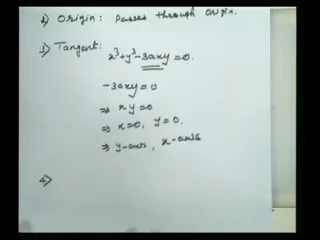 2) Origin: Passes through Origin.
3) Tangent:
x³+y³-3axy=0.
-3axy=0
⇒ xy=0
⇒ x=0, y=0.
⇒ y-axis, x-axis
4)